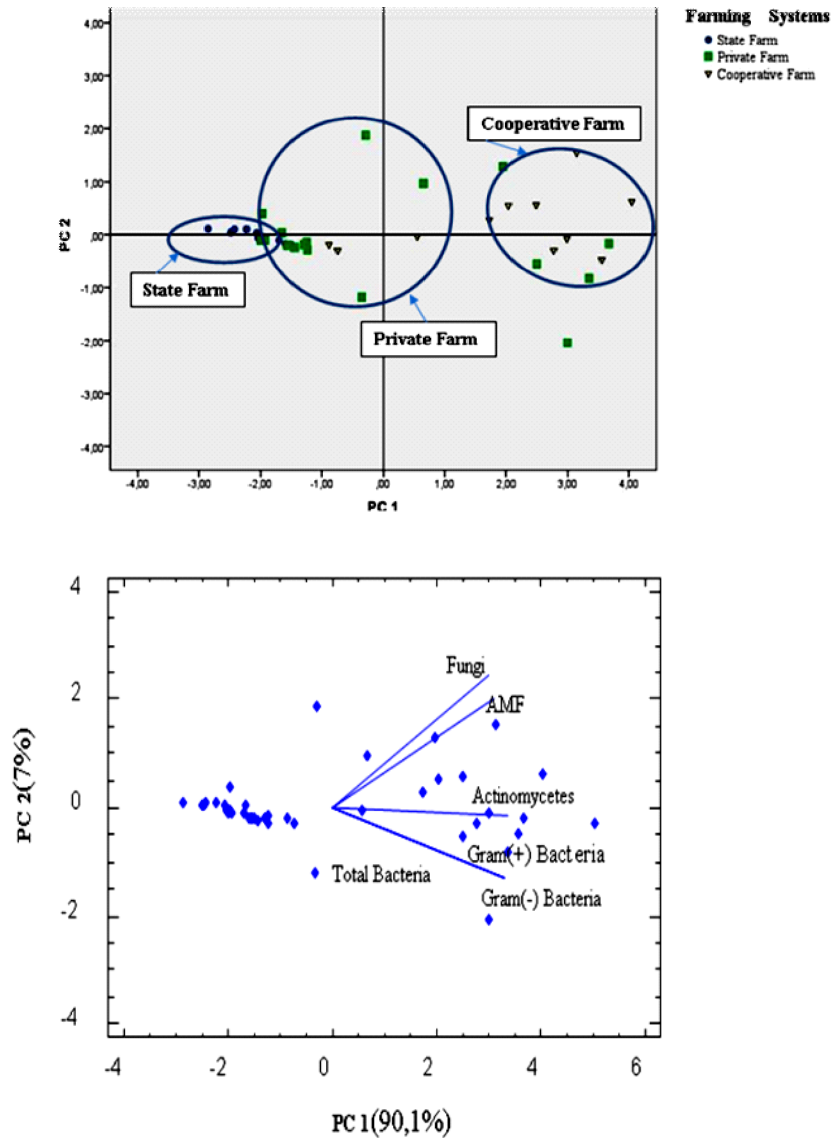 Farming Systems
State Farm
Private Farm
Cooperative Farm
4,00
3,00
2,00
1,00
,00
-1,00
-2,00
-3,00
-4,00
PC 2
Cooperative Farm
State Farm
Private Farm
-4,00 -3,00 -2,00 -1,00 ,00 1,00 2,00 3,00 4,00
PC 1
4
2
0
-2
-4
PC 2(7%)
Fungi
AMF
Actinomycetes
Gram(+) Bacteria
Total Bacteria
Gram(-) Bacteria
-4 -2 0 2 4 6
PC 1(90,1%)